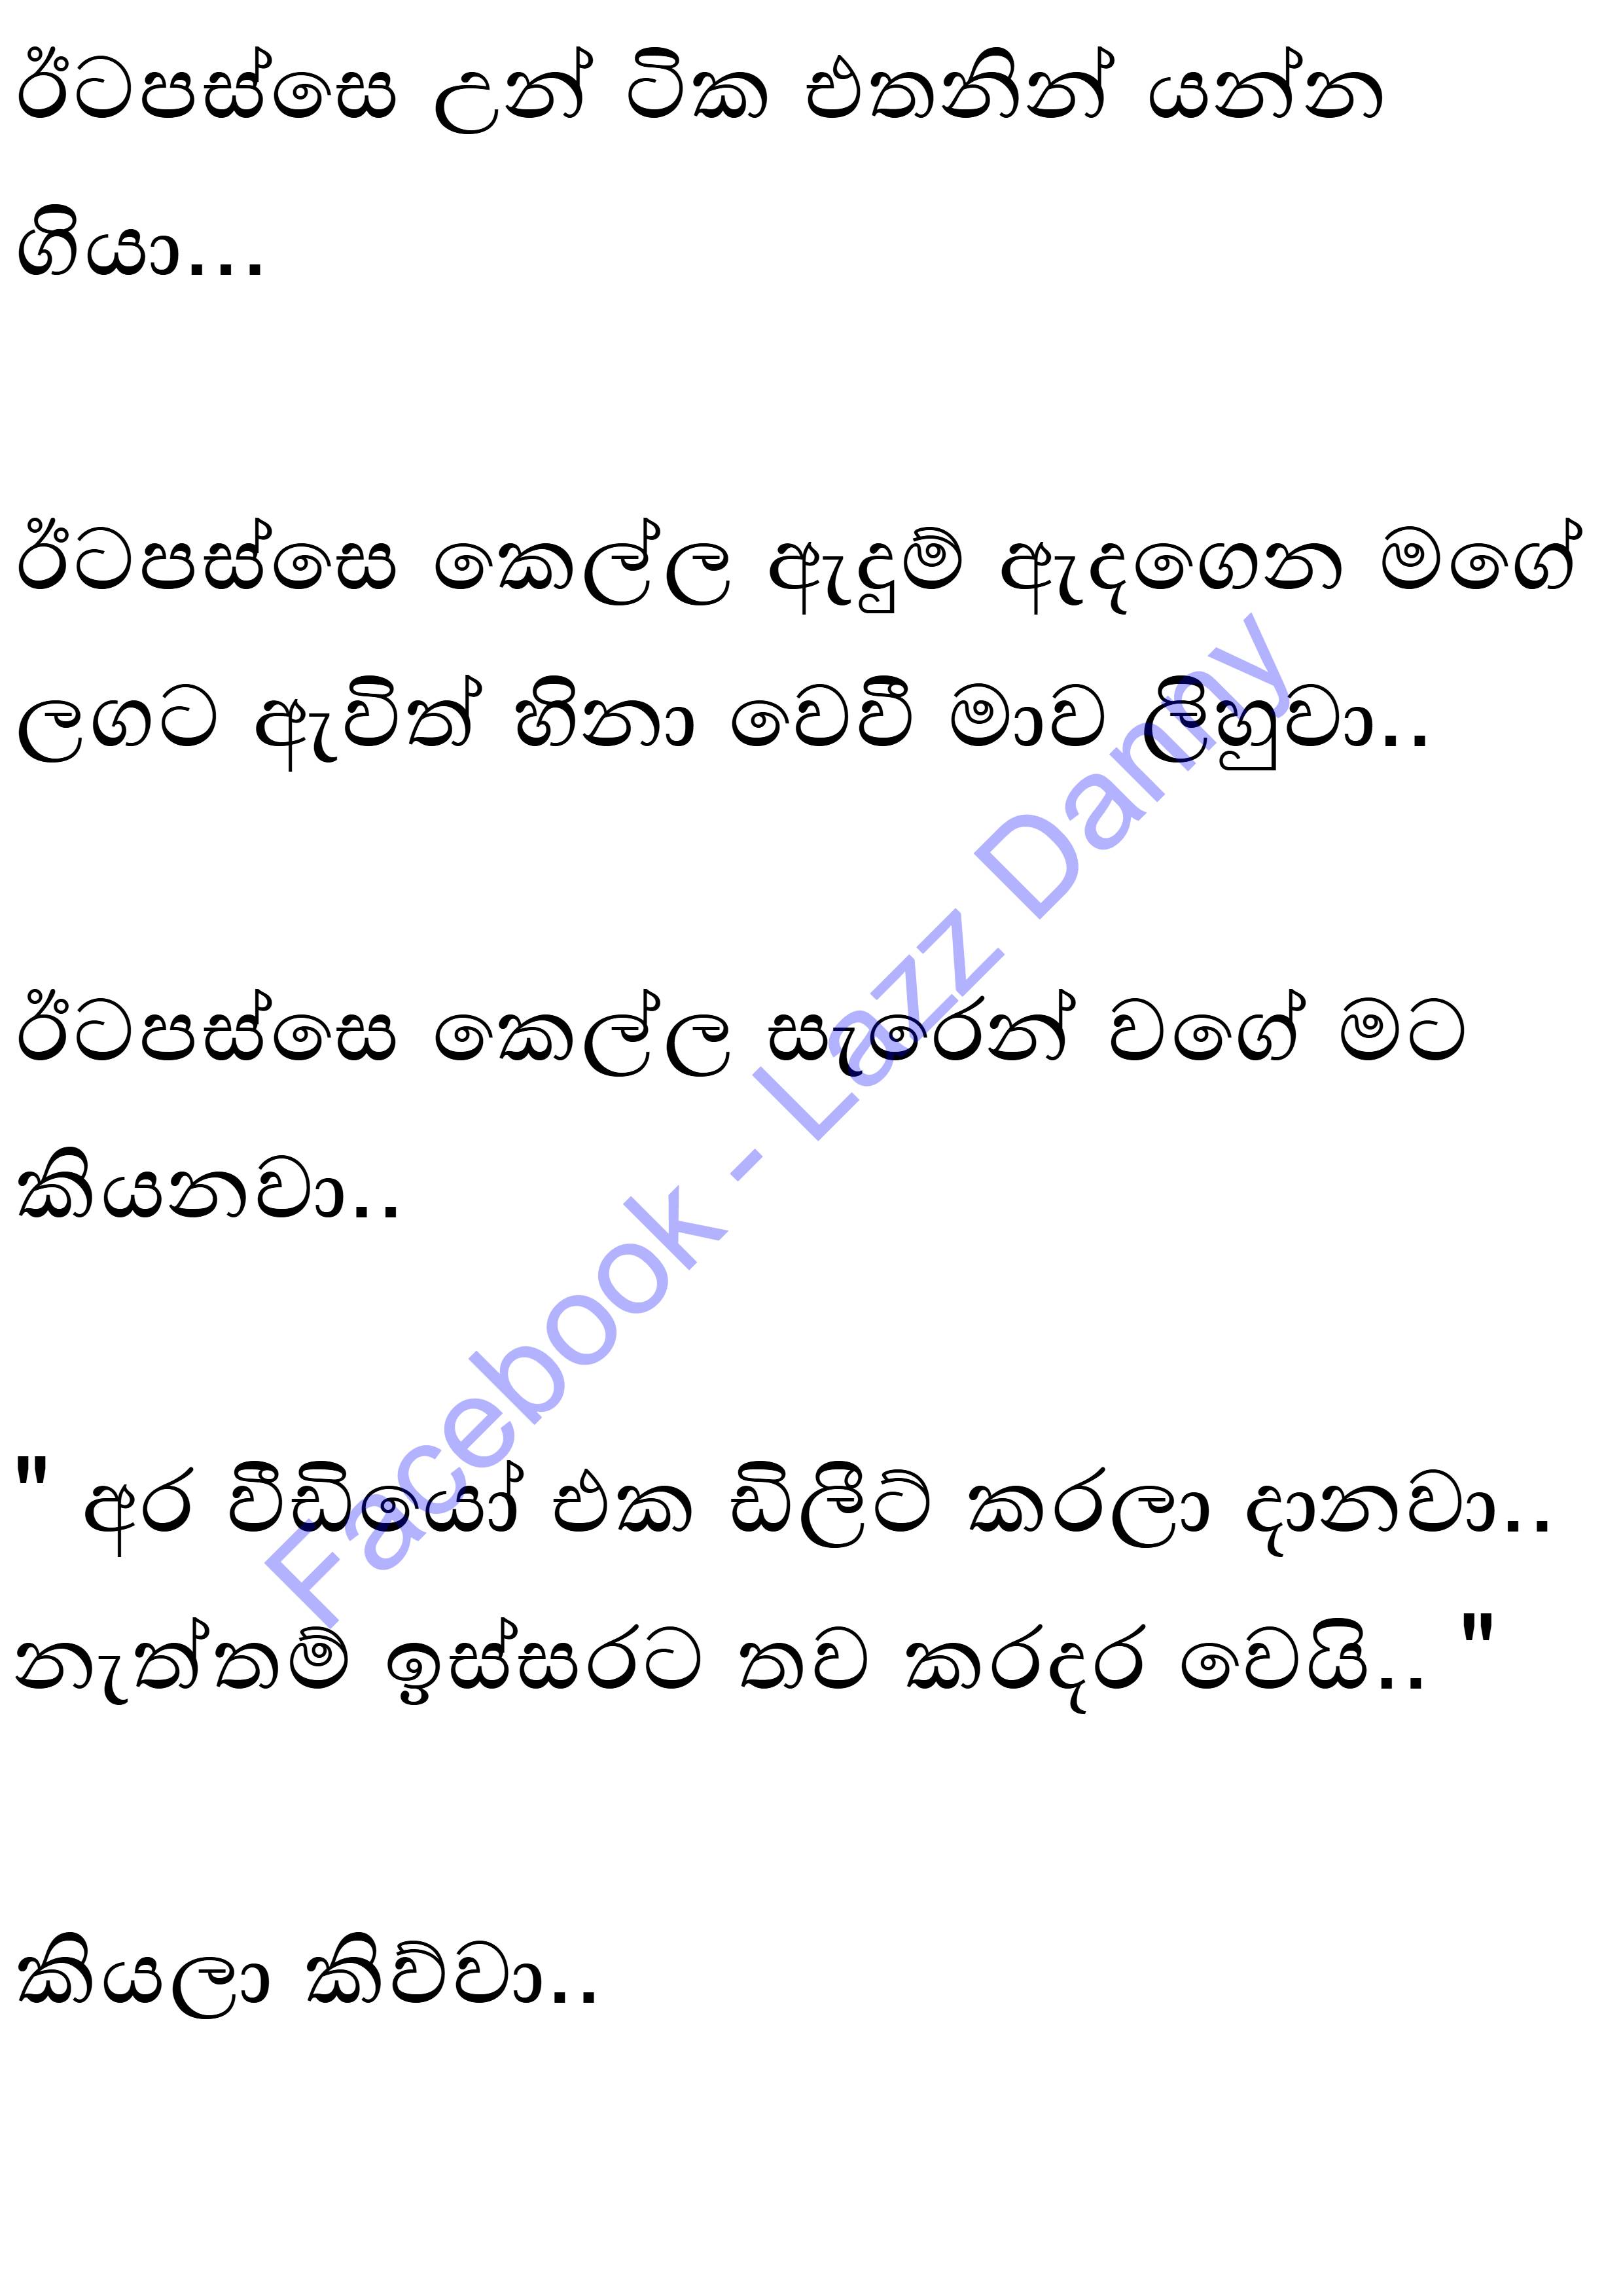 ඊටපස්සෙ උන් ටික එතනින් යන්න
ගියා...
ඊටපස්සෙ කෙල්ල ඇදුම් ඇදගෙන මගේ
ලගට ඇවිත් හිනා වෙවී මාව ලිහුවා..
ඊටපස්සෙ කෙල්ල සැරෙන් වගේ මට
කියනවා..
" අර වීඩියෝ එක ඩිලීට් කරලා දානවා..
නැත්තම් ඉස්සරට තව කරදර වෙයි.. "
කියලා කිව්වා..
Facebook - Lazz Danny